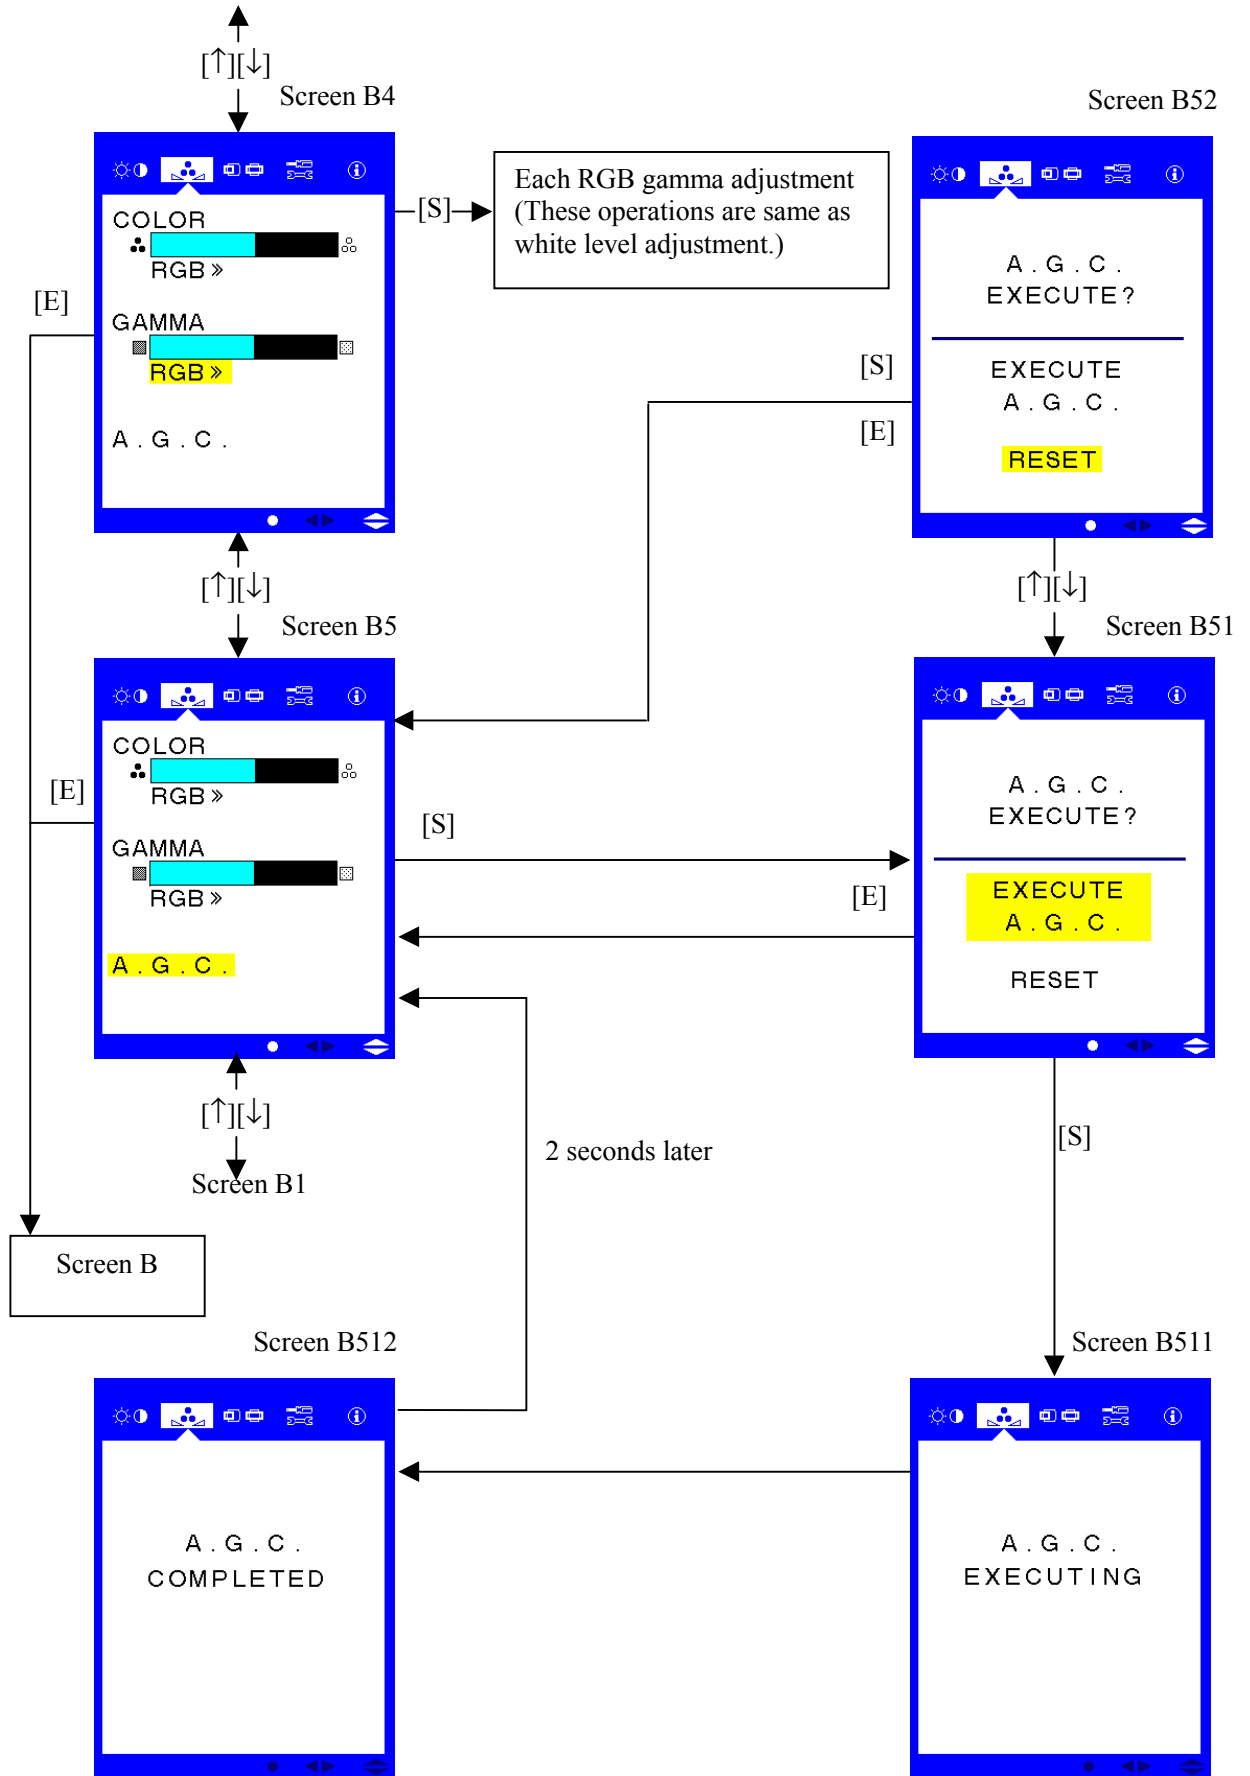 [↑][↓]
Screen B4
COLOR
RGB »
GAMMA
RGB »
A.G.C.
[E]
[S]
Each RGB gamma adjustment
(These operations are same as
white level adjustment.)
Screen B52
A.G.C.
EXECUTE?
EXECUTE
A.G.C.
RESET
[S]
[E]
[↑][↓]
Screen B5
COLOR
RGB »
GAMMA
RGB »
A.G.C.
[E]
[S]
[E]
[↑][↓]
Screen B51
A.G.C.
EXECUTE?
EXECUTE
A.G.C.
RESET
[↑][↓]
Screen B1
2 seconds later
[S]
Screen B
Screen B512
A.G.C.
COMPLETED
Screen B511
A.G.C.
EXECUTING